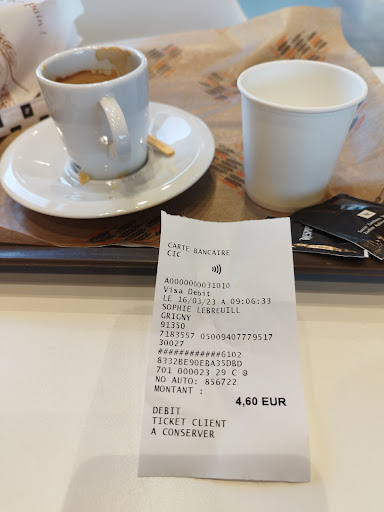 CARTE BANCAIRE
CIC
A0000000031010
Visa Debit
LE 16/03/23 A 09:06:33
SOPHIE LEBREUILL
GRIGNY
91350
7183557 05009407779517
30027
############6102
8332BE90EBA35DBD
701 000023 29 C @
NO AUTO: 856722
MONTANT :
4,60 EUR
DEBIT
TICKET CLIENT
A CONSERVER